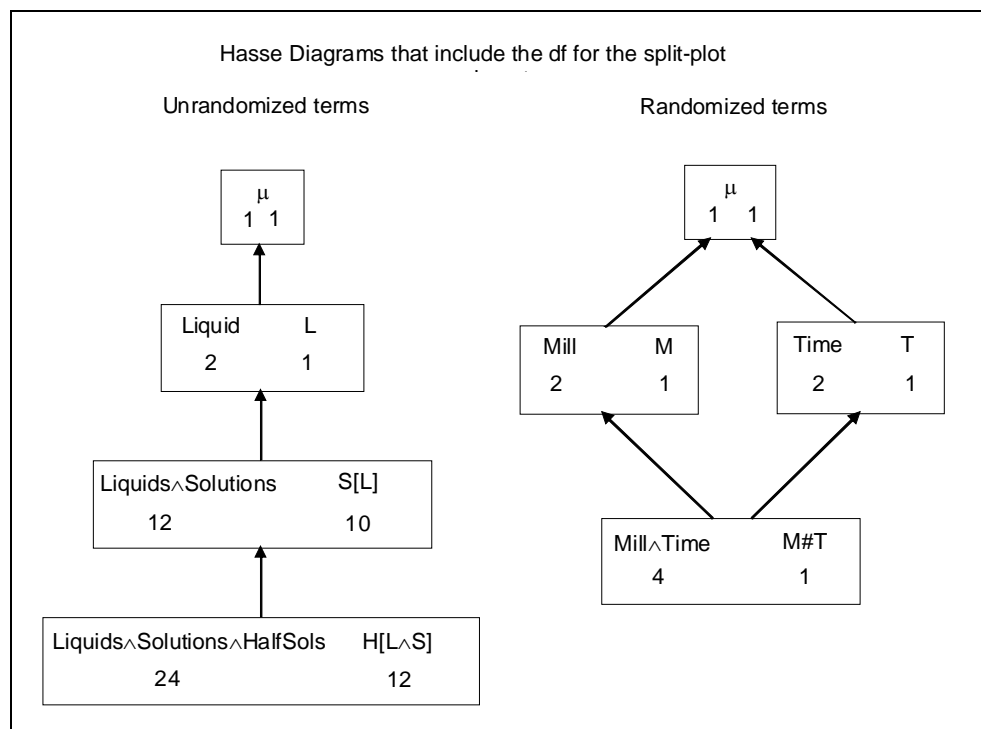 Hasse Diagrams that include the df for the split-plot
Unrandomized terms
Randomized terms
μ
1 1
μ
1 1
Liquid L
2 1
Mill M
2 1
Time T
2 1
Liquids∧Solutions S[L]
12 10
Mill∧Time M#T
4 1
Liquids∧Solutions∧HalfSols H[L∧S]
24 12